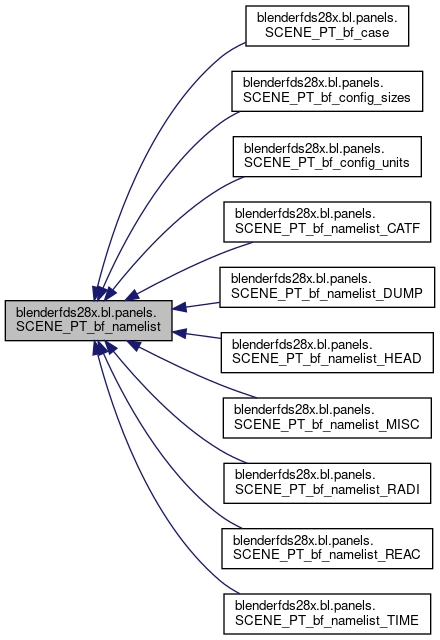 blenderfds28x.bl.panels.
SCENE_PT_bf_case
blenderfds28x.bl.panels.
SCENE_PT_bf_config_sizes
blenderfds28x.bl.panels.
SCENE_PT_bf_config_units
blenderfds28x.bl.panels.
SCENE_PT_bf_namelist_CATF
blenderfds28x.bl.panels.
SCENE_PT_bf_namelist_DUMP
blenderfds28x.bl.panels.
SCENE_PT_bf_namelist
blenderfds28x.bl.panels.
SCENE_PT_bf_namelist_HEAD
blenderfds28x.bl.panels.
SCENE_PT_bf_namelist_MISC
blenderfds28x.bl.panels.
SCENE_PT_bf_namelist_RADI
blenderfds28x.bl.panels.
SCENE_PT_bf_namelist_REAC
blenderfds28x.bl.panels.
SCENE_PT_bf_namelist_TIME